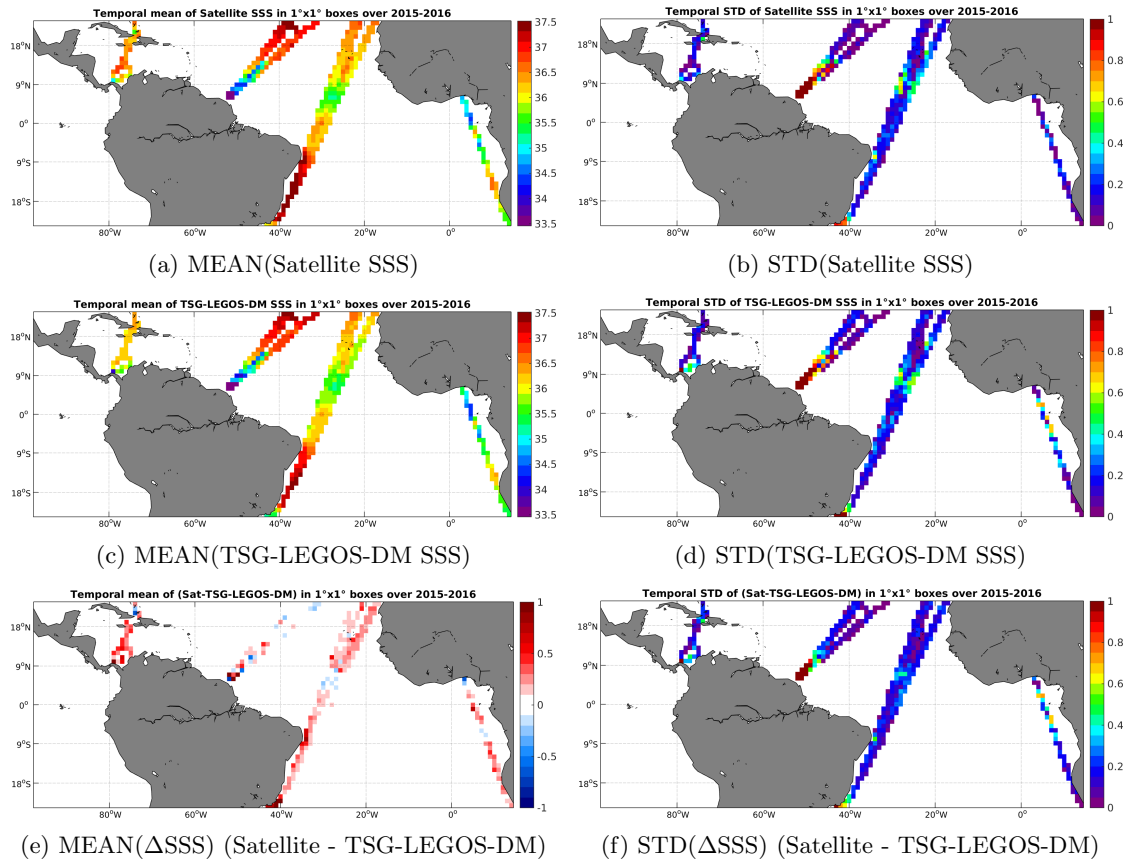 Temporal mean of Satellite SSS in 1°x1° boxes over 2015-2016
18°N
9°N
0°
9°S
18°S
80°W
60°W
40°W
20°W
0°
37.5
37
36.5
36
35.5
35
34.5
34
33.5
(a) MEAN(Satellite SSS)
Temporal STD of Satellite SSS in 1°x1° boxes over 2015-2016
18°N
9°N
0°
9°S
18°S
80°W
60°W
40°W
20°W
0°
1
0.8
0.6
0.4
0.2
0
(b) STD(Satellite SSS)
Temporal mean of TSG-LEGOS-DM SSS in 1°x1° boxes over 2015-2016
18°N
9°N
0°
9°S
18°S
80°W
60°W
40°W
20°W
0°
37.5
37
36.5
36
35.5
35
34.5
34
33.5
(c) MEAN(TSG-LEGOS-DM SSS)
Temporal STD of TSG-LEGOS-DM SSS in 1°x1° boxes over 2015-2016
18°N
9°N
0°
9°S
18°S
80°W
60°W
40°W
20°W
0°
1
0.8
0.6
0.4
0.2
0
(d) STD(TSG-LEGOS-DM SSS)
Temporal mean of (Sat-TSG-LEGOS-DM) in 1°x1° boxes over 2015-2016
18°N
9°N
0°
9°S
18°S
80°W
60°W
40°W
20°W
0°
1
0.5
0
-0.5
-1
(e) MEAN(ΔSSS) (Satellite - TSG-LEGOS-DM)
Temporal STD of (Sat-TSG-LEGOS-DM) in 1°x1° boxes over 2015-2016
18°N
9°N
0°
9°S
18°S
80°W
60°W
40°W
20°W
0°
1
0.8
0.6
0.4
0.2
0
(f) STD(ΔSSS) (Satellite - TSG-LEGOS-DM)